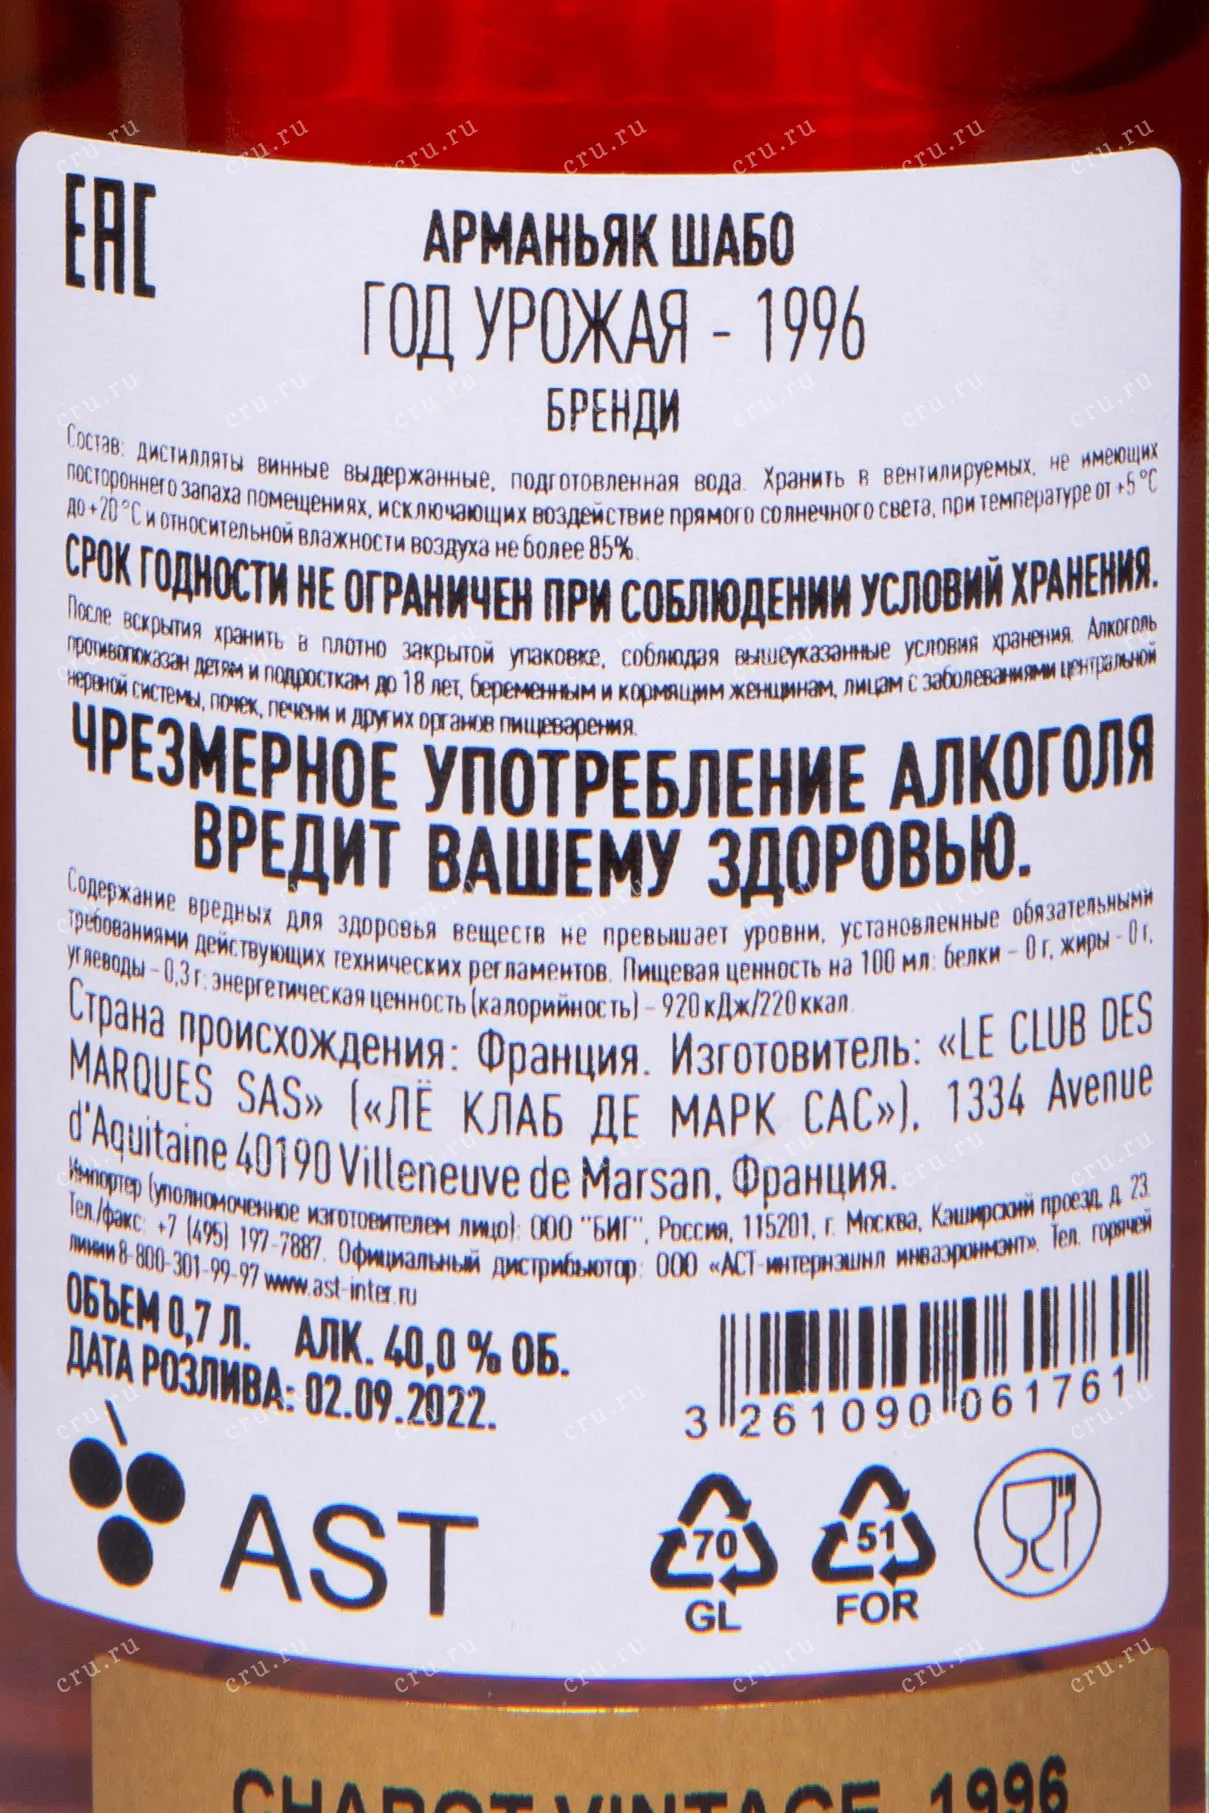 EAC
АРМАНЬЯК ШАБО
ГОД УРОЖАЯ - 1996
БРЕНДИ
Состав: дистилляты винные выдержанные, подготовленная вода. Хранить в вентилируемых, не имеющих
постороннего запаха помещениях, исключающих воздействие прямого солнечного света, при температуре от +5 °С
до +20 °С и относительной влажности воздуха не более 85%.
СРОК ГОДНОСТИ НЕ ОГРАНИЧЕН ПРИ СОБЛЮДЕНИИ УСЛОВИЙ ХРАНЕНИЯ.
После вскрытия хранить в плотно закрытой упаковке, соблюдая вышеуказанные условия хранения. Алкоголь
противопоказан детям и подросткам до 18 лет, беременным и кормящим женщинам, лицам с заболеваниями центральной
нервной системы, почек, печени и других органов пищеварения.
ЧРЕЗМЕРНОЕ УПОТРЕБЛЕНИЕ АЛКОГОЛЯ
ВРЕДИТ ВАШЕМУ ЗДОРОВЬЮ.
Содержание вредных для здоровья веществ не превышает уровни, установленные обязательными
требованиями действующих технических регламентов. Пищевая ценность на 100 мл: белки – 0 г, жиры - 0 г,
углеводы – 0,3 г: энергетическая ценность (калорийность) – 920 кДж/220 ккал.
Страна происхождения: Франция. Изготовитель: «LE CLUB DES
MARQUES SAS» («ЛЁ КЛАБ ДЕ МАРК САС»), 1334 Avenue
d'Aquitaine 40190 Villeneuve de Marsan, Франция.
Импортер (уполномоченное изготовителем лицо): ООО "БИГ", Россия, 115201, г. Москва, Каширский проезд, д. 23.
Тел./факс: +7 (495) 197-7887. Официальный дистрибьютор: ООО «АСТ-интернэшнл инваэронмэнт». Тел. горячей
линии 8-800-301-99-97 www.ast-inter.ru
ОБЪЕМ 0,7 Л. АЛК. 40,0 % ОБ.
ДАТА РОЗЛИВА: 02.09.2022.
3 261090 061761
AST
70
GL
51
FOR
CHABOT VINTAGE 1996
cru.ru